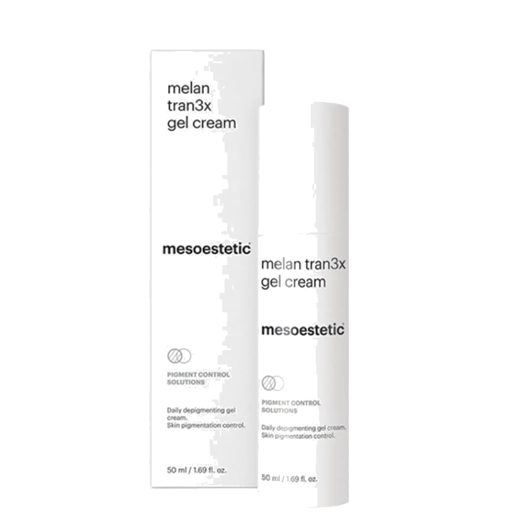 melan
tran3x
gel cream
mesoestetic
PIGMENT CONTROL
SOLUTIONS
Daily depigmenting gel
cream.
Skin pigmentation control.
50 ml / 1.69 fl. oz.
melan tran3x
gel cream
mesoestetic
PIGMENT CONTROL
SOLUTIONS
Daily depigmenting gel cream.
Skin pigmentation control.
50 ml / 1.69 fl. oz.